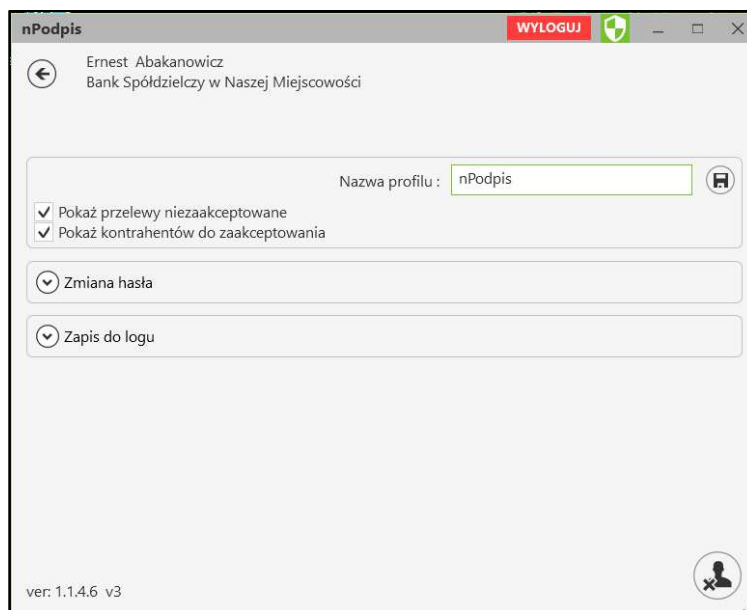 nPodpis
WYLOGUJ
Ernest Abakanowicz
Bank Spółdzielczy w Naszej Miejscowości
Nazwa profilu : nPodpis
Pokaż przelewy niezaakceptowane
Pokaż kontrahentów do zaakceptowania
Zmiana hasła
Zapis do logu
ver: 1.1.4.6 v3